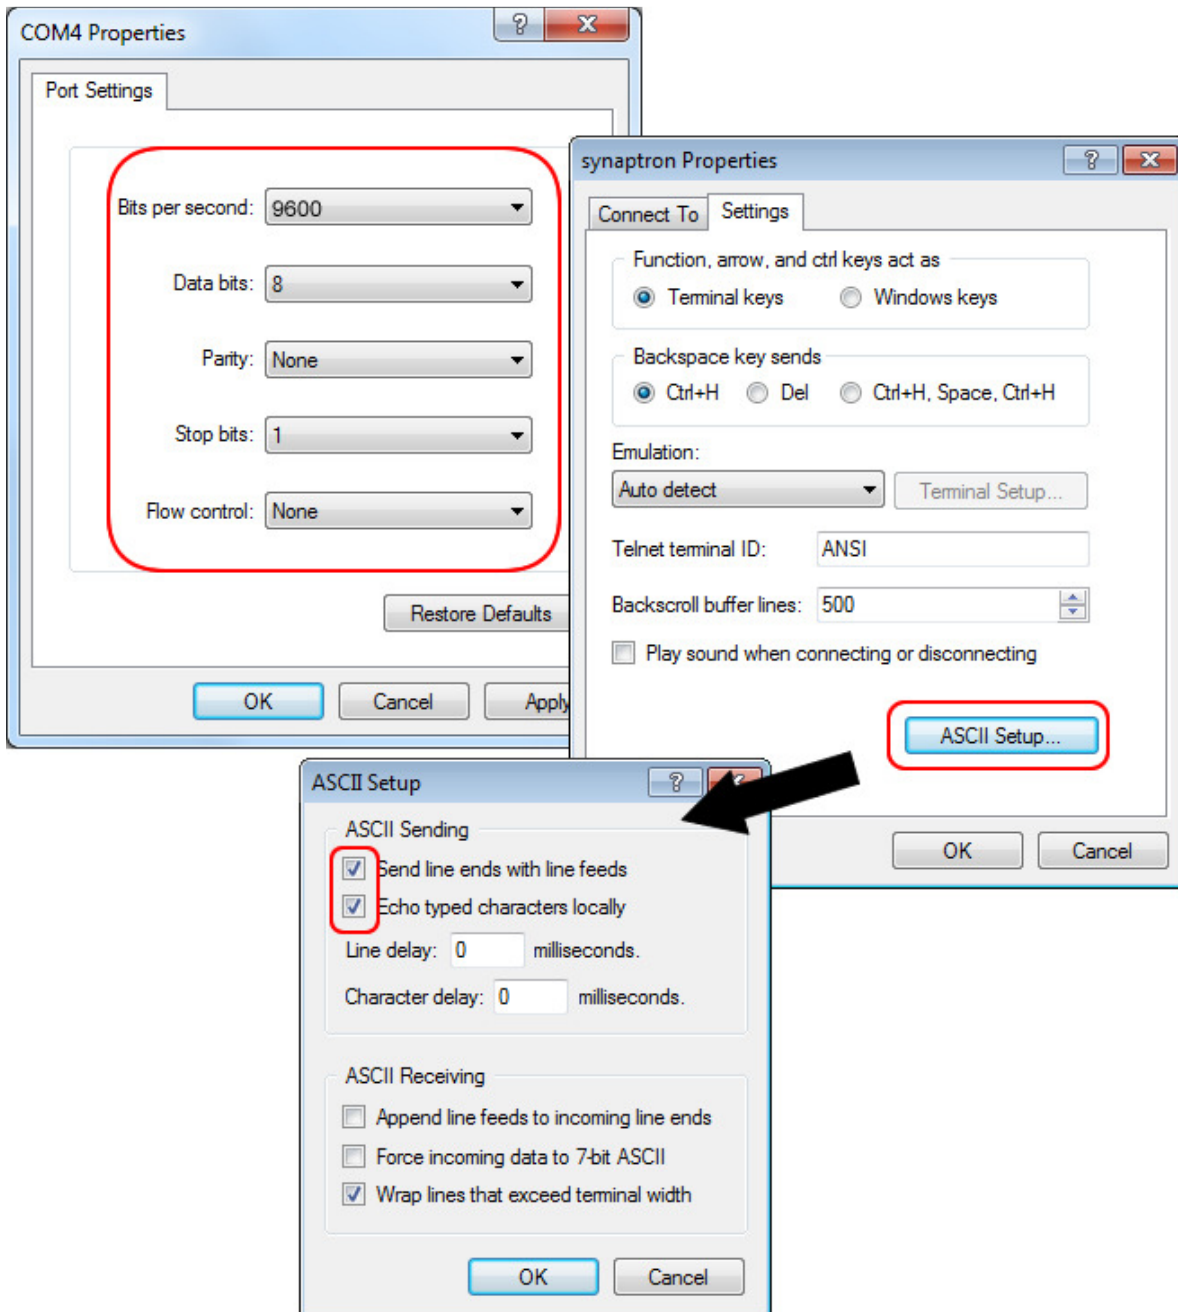 COM4 Properties
Port Settings
Bits per second: 9600
Data bits: 8
Parity: None
Stop bits: 1
Flow control: None
Restore Defaults
OK Cancel Apply
synaptron Properties
Connect To Settings
Function, arrow, and ctrl keys act as
Terminal keys Windows keys
Backspace key sends
Ctrl+H Del Ctrl+H, Space, Ctrl+H
Emulation:
Auto detect Terminal Setup...
Telnet terminal ID: ANSI
Backscroll buffer lines: 500
Play sound when connecting or disconnecting
ASCII Setup...
OK Cancel
ASCII Setup
ASCII Sending
Send line ends with line feeds
Echo typed characters locally
Line delay: 0 milliseconds.
Character delay: 0 milliseconds.
ASCII Receiving
Append line feeds to incoming line ends
Force incoming data to 7-bit ASCII
Wrap lines that exceed terminal width
OK Cancel